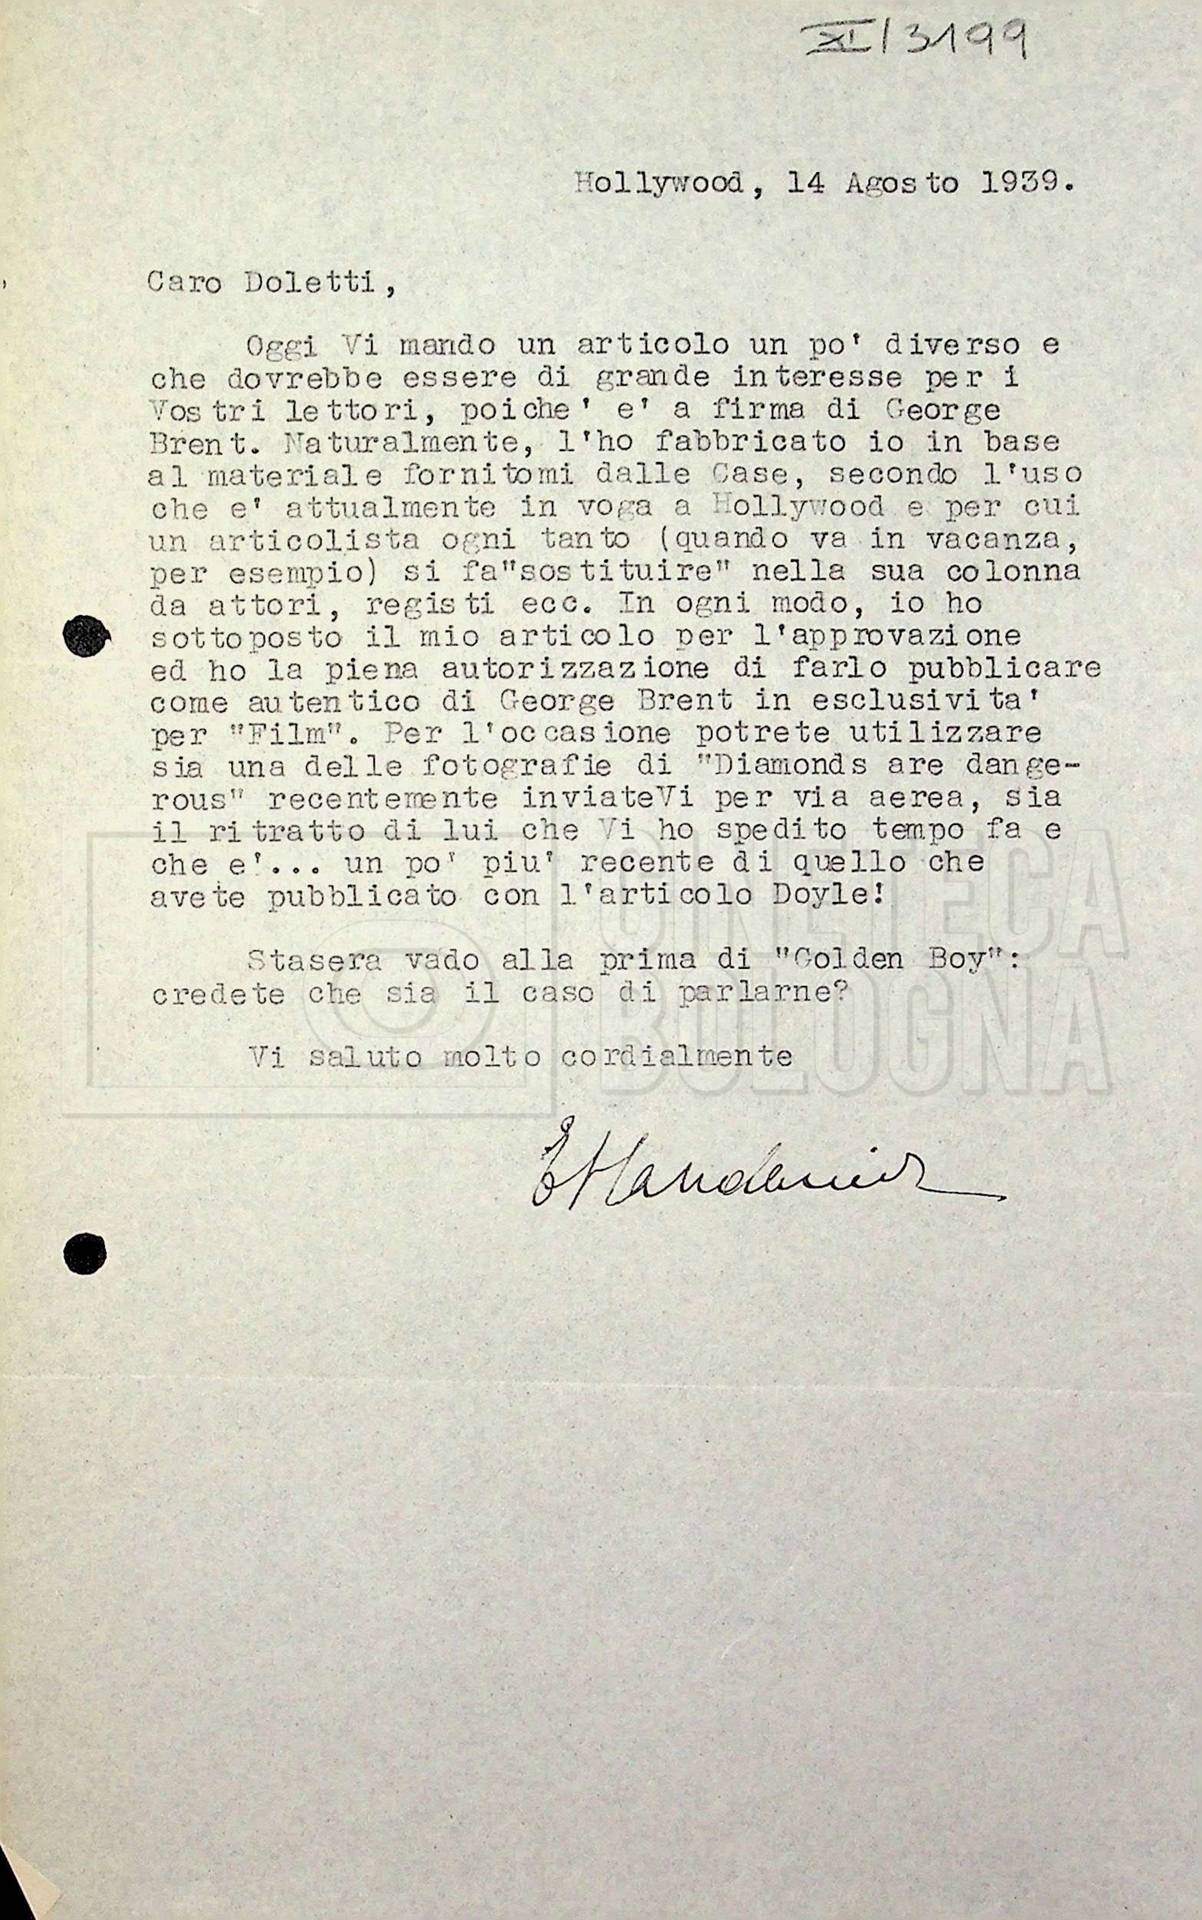 XI/3199
Hollywood, 14 Agosto 1939.
Caro Doletti,
Oggi Vi mando un articolo un po' diverso e
che dovrebbe essere di grande interesse per i
Vostri lettori, poiche' e' a firma di George
Brent. Naturalmente, l'ho fabbricato io in base
al materiale fornitomi dalle Case, secondo l'uso
che e' attualmente in voga a Hollywood e per cui
un articolista ogni tanto (quando va in vacanza,
per esempio) si fa"sostituire" nella sua colonna
da attori, registi ecc. In ogni modo, io ho
sottoposto il mio articolo per l'approvazione
ed ho la piena autorizzazione di farlo pubblicare
come autentico di George Brent in esclusivita'
per "Film". Per l'occasione potrete utilizzare
sia una delle fotografie di "Diamonds are dange-
rous" recentemente inviateVi per via aerea, sia
il ritratto di lui che Vi ho spedito tempo fa e
che e'... un po' piu' recente di quello che
avete pubblicato con l'articolo Doyle!
CINETECA
Stasera vado alla prima di "Golden Boy":
credete che sia il caso di parlarne?
BOLOGNA
Vi saluto molto cordialmente